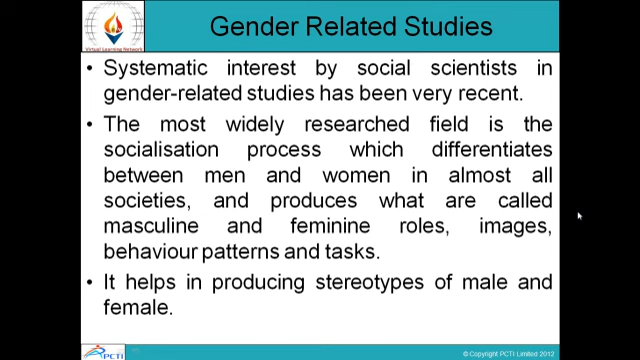 Gender Related Studies
Virtual Learning Network
• Systematic interest by social scientists in
gender-related studies has been very recent.
• The most widely researched field is the
socialisation process which differentiates
between men and women in almost all
societies, and produces what are called
masculine and feminine roles, images,
behaviour patterns and tasks.
• It helps in producing stereotypes of male and
female.
PCTI
© Copyright PCTI Limited 2012